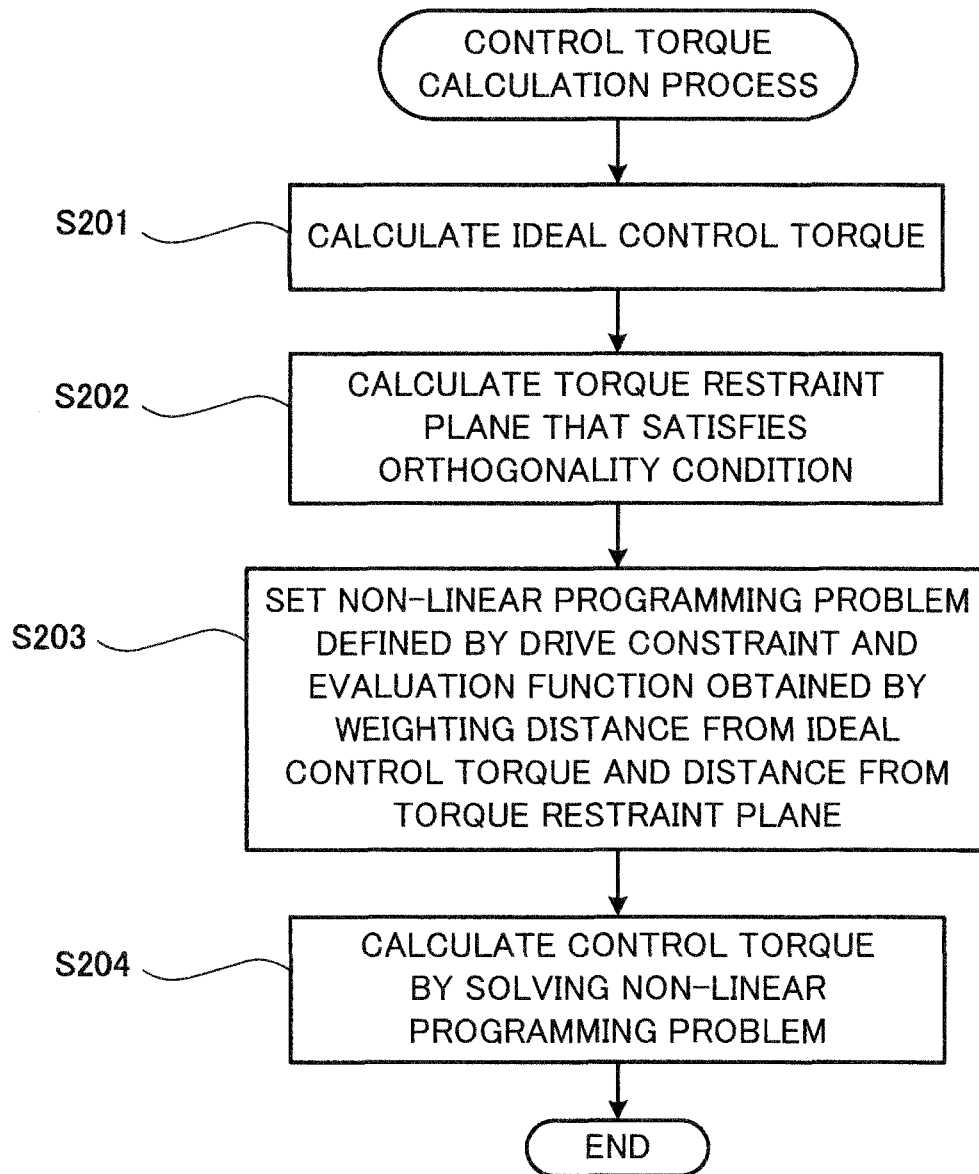 CONTROL TORQUE
CALCULATION PROCESS
S201
CALCULATE IDEAL CONTROL TORQUE
S202
CALCULATE TORQUE RESTRAINT
PLANE THAT SATISFIES
ORTHOGONALITY CONDITION
S203
SET NON-LINEAR PROGRAMMING PROBLEM
DEFINED BY DRIVE CONSTRAINT AND
EVALUATION FUNCTION OBTAINED BY
WEIGHTING DISTANCE FROM IDEAL
CONTROL TORQUE AND DISTANCE FROM
TORQUE RESTRAINT PLANE
S204
CALCULATE CONTROL TORQUE
BY SOLVING NON-LINEAR
PROGRAMMING PROBLEM
END